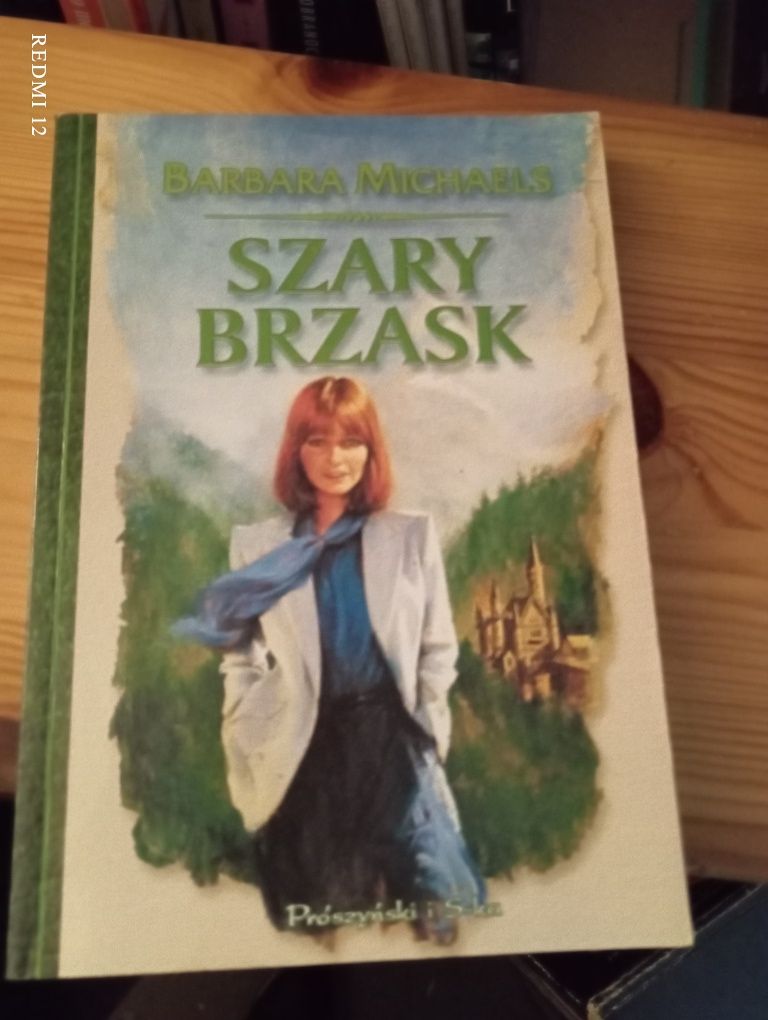 REDMI 12
BARBARA MICHAELS
SZARY
BRZASK
Prószyński i S-ka